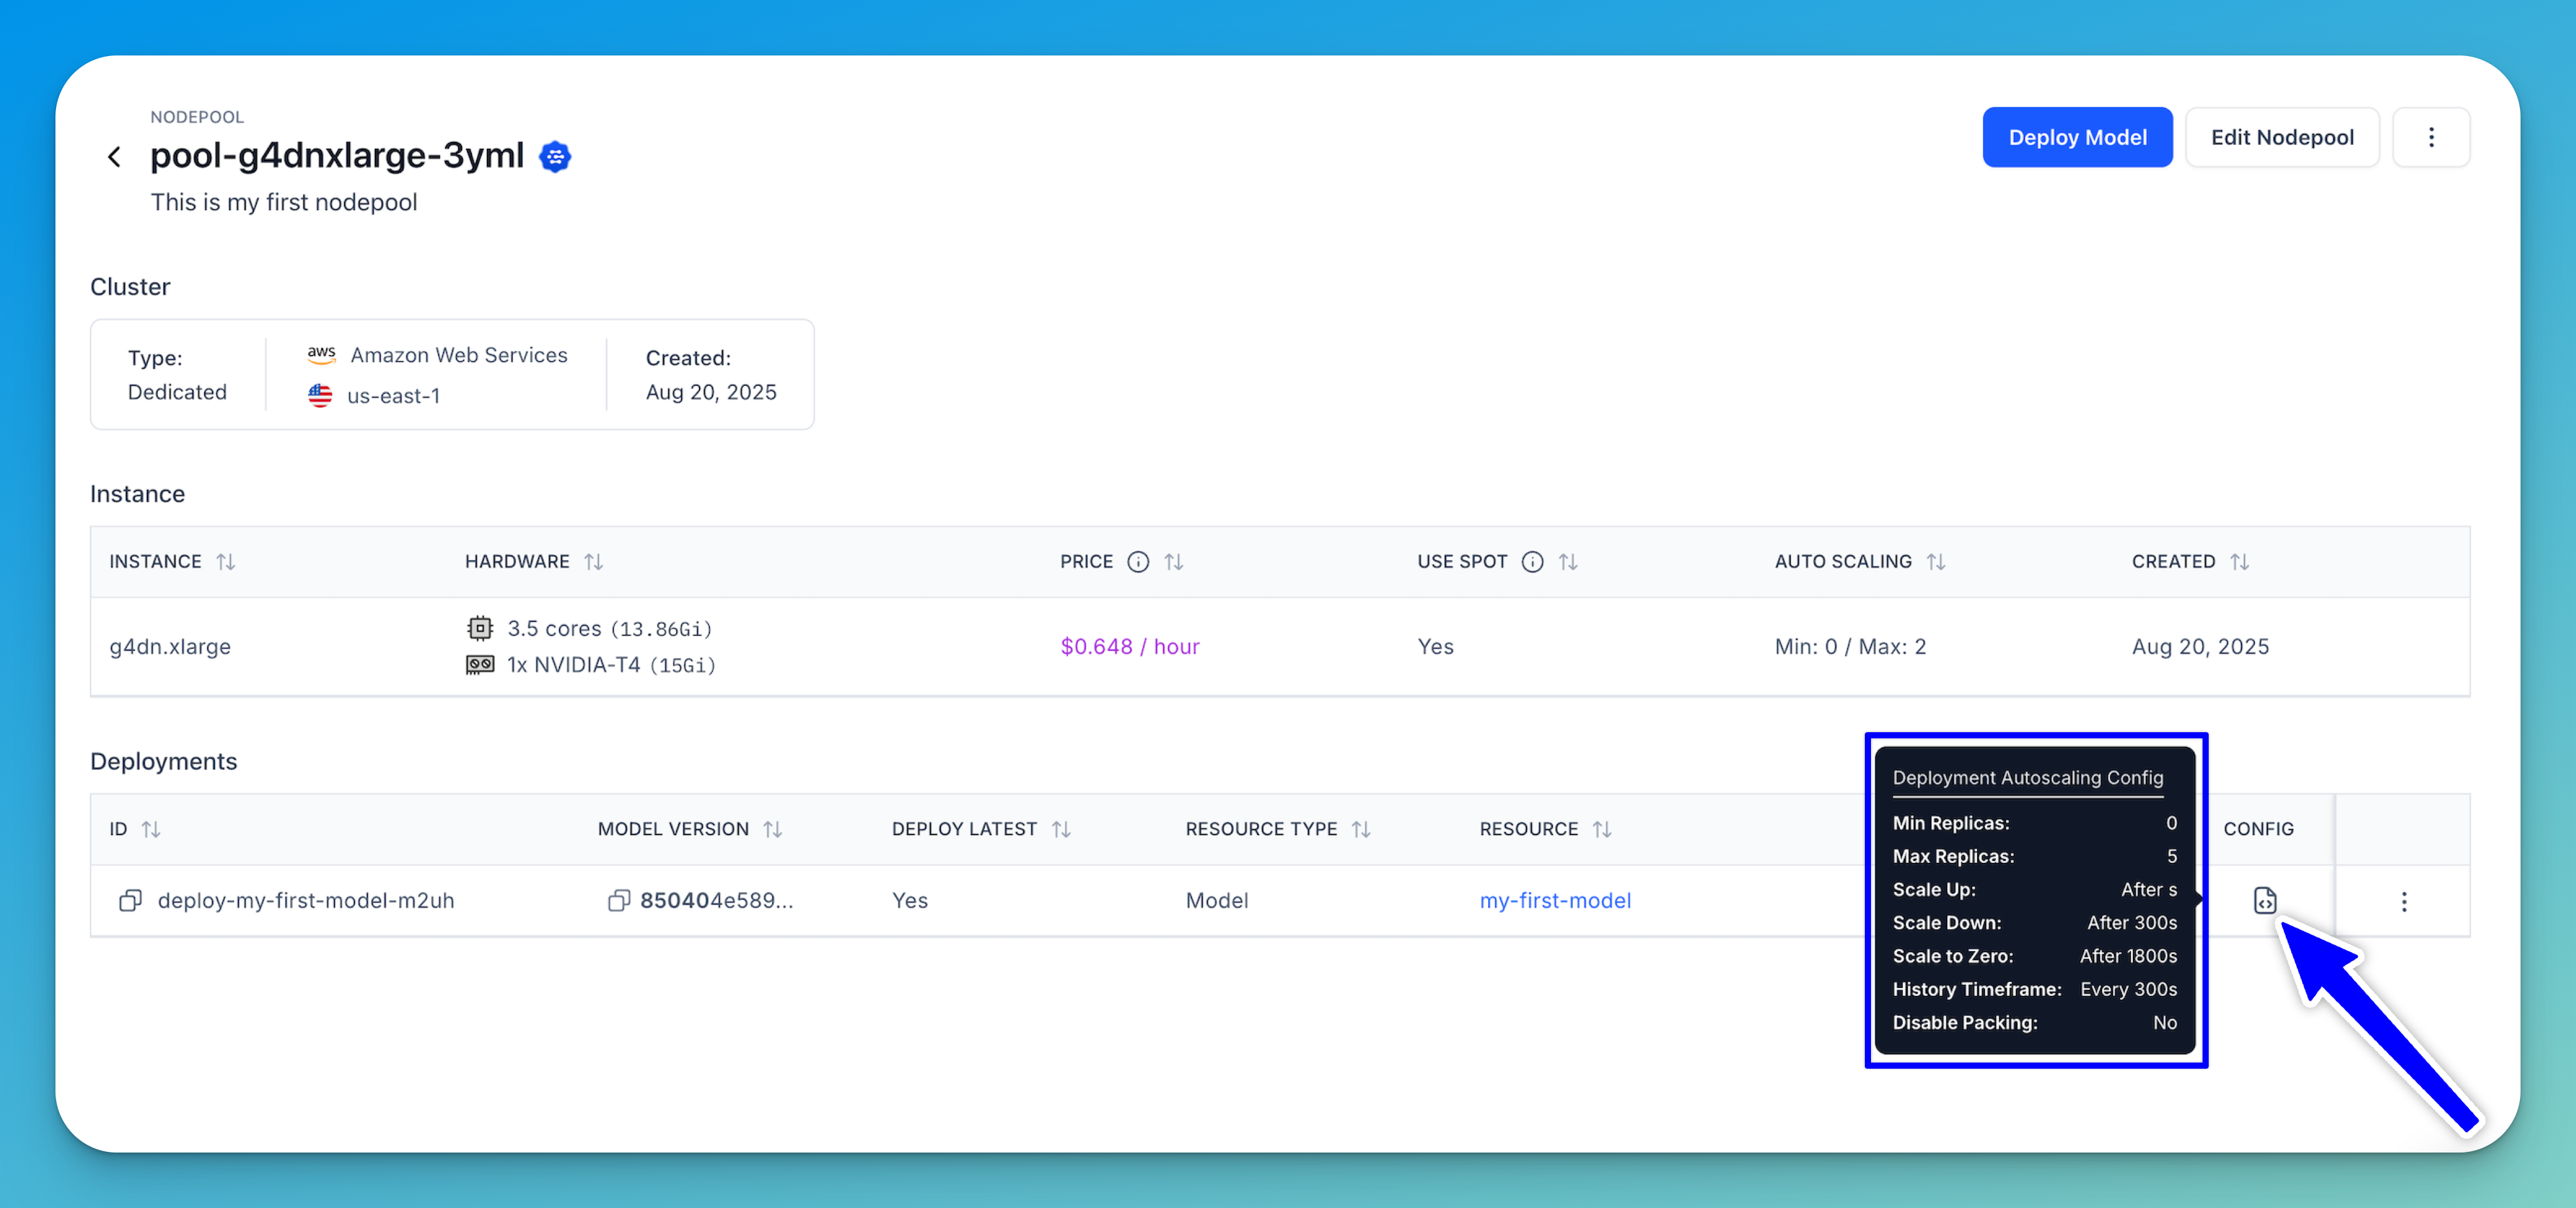 NODEPOOL
pool-g4dnxlarge-3yml
This is my first nodepool
Deploy Model
Edit Nodepool
Cluster
Type:
Dedicated
aws Amazon Web Services
us-east-1
Created:
Aug 20, 2025
Instance
INSTANCE HARDWARE PRICE USE SPOT AUTO SCALING CREATED
g4dn.xlarge
3.5 cores (13.86Gi)
1x NVIDIA-T4 (15Gi)
$0.648 / hour
Yes
Min: 0 / Max: 2
Aug 20, 2025
Deployments
ID MODEL VERSION DEPLOY LATEST RESOURCE TYPE RESOURCE CONFIG
deploy-my-first-model-m2uh 850404e589... Yes Model my-first-model
Deployment Autoscaling Config
Min Replicas: 0
Max Replicas: 5
Scale Up: After s
Scale Down: After 300s
Scale to Zero: After 1800s
History Timeframe: Every 300s
Disable Packing: No